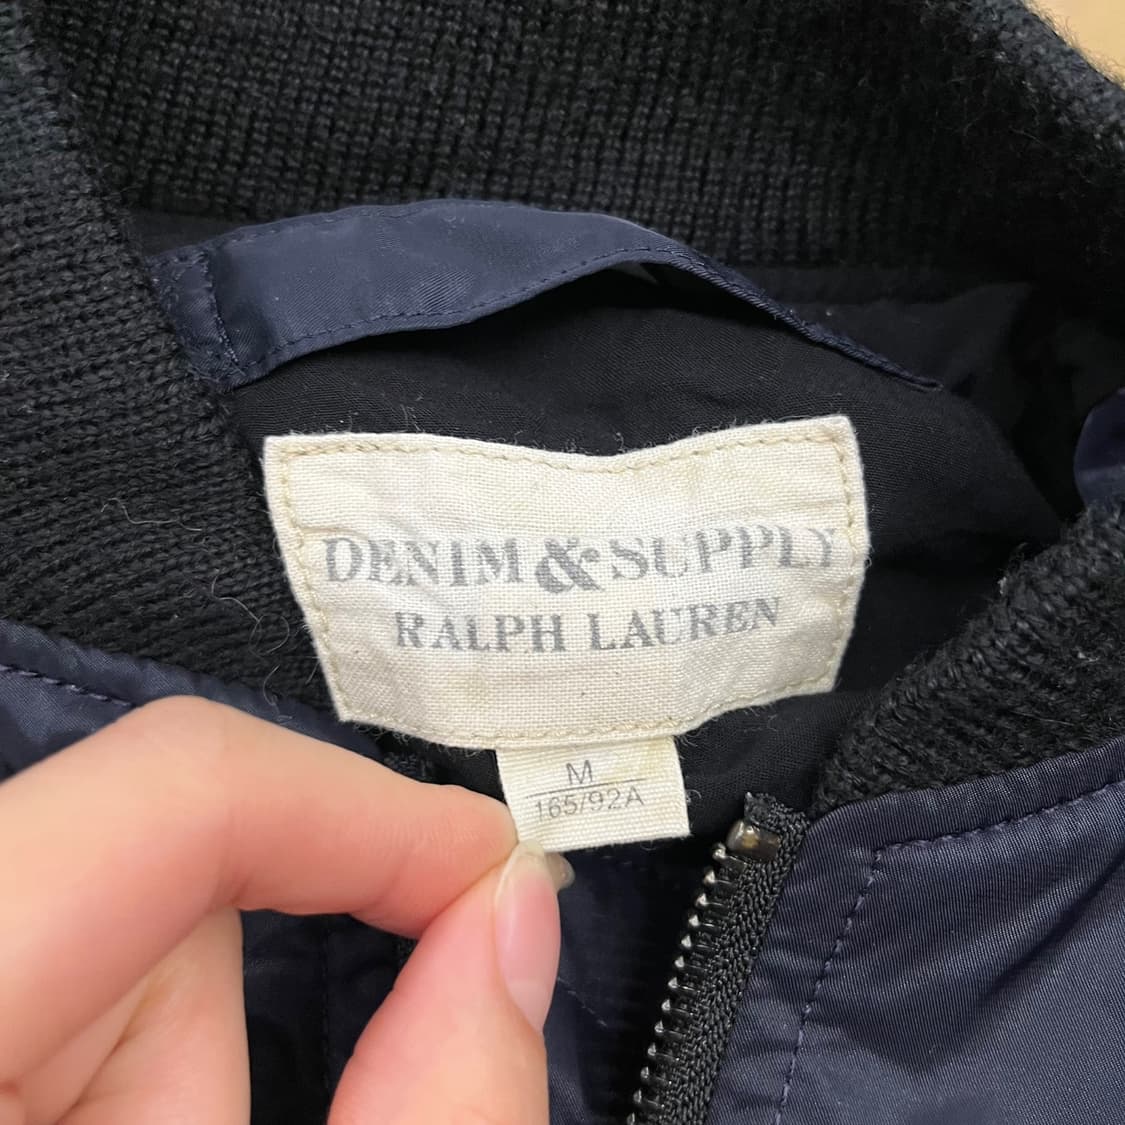 DENIM & SUPPLY
RALPH LAUREN
M
165/92A